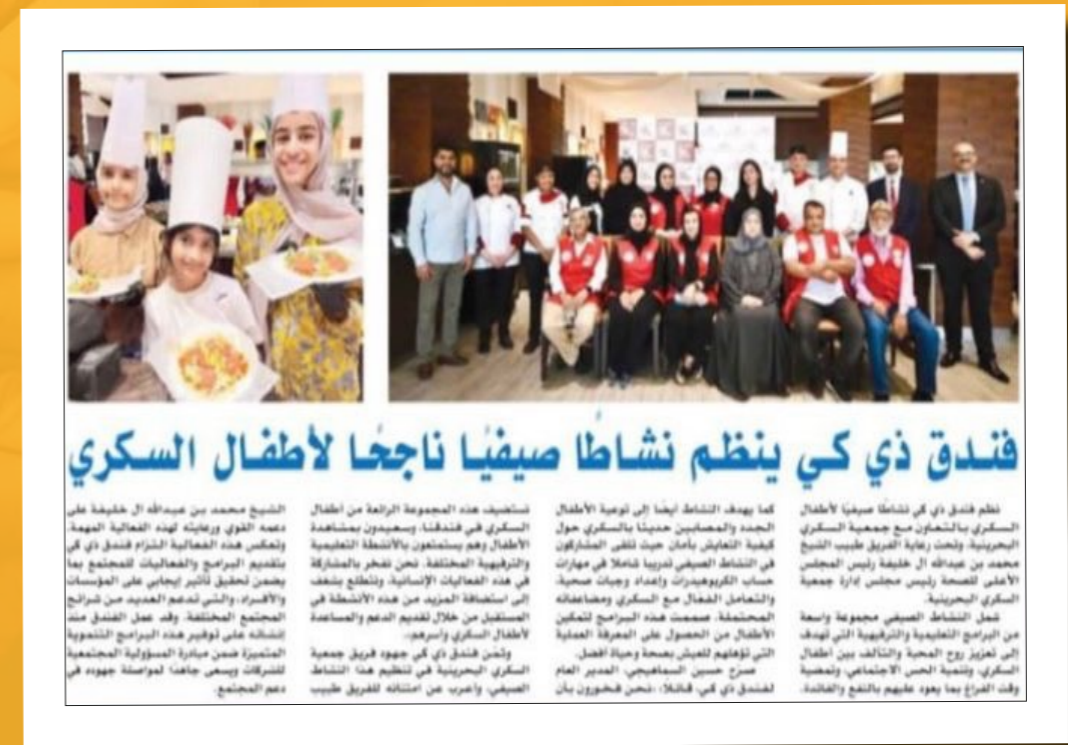 فندق ذي كي ينظم نشاطًا صيفيًا ناجحًا لأطفال السكري
نظم فندق ذي كي نشاطًا صيفيًا لأطفال
السكري بالتعاون مع جمعية السكري
البحرينية، وتحت رعاية الفريق طبيب الشيخ
محمد بن عبدالله آل خليفة رئيس المجلس
الأعلى للصحة رئيس مجلس إدارة جمعية
السكري البحرينية.
شمل النشاط الصيفي مجموعة واسعة
من البرامج التعليمية والترفيهية التي تهدف
إلى تعزيز روح المحبة والتآلف بين أطفال
السكري، وتنمية الحس الاجتماعي، وتمضية
وقت الفراغ بما يعود عليهم بالنفع والفائدة.
كما يهدف النشاط أيضًا إلى توعية الأطفال
الجدد والمصابين حديثًا بالسكري حول
كيفية التعايش بأمان حيث تلقى المشاركون
في النشاط الصيفي تدريبا شاملا في مهارات
حساب الكربوهيدرات وإعداد وجبات صحية،
والتعامل الفعال مع السكري ومضاعفاته
المحتملة. صممت هذه البرامج لتمكين
الأطفال من الحصول على المعرفة العملية
التي تؤهلهم للعيش بصحة وحياة أفضل.
صرح حسين السماهيجي، المدير العام
لفندق ذي كي، قائلا: «نحن فخورون بأن
نستضيف هذه المجموعة الرائعة من أطفال
السكري في فندقنا، وسعيدون بمشاهدة
الأطفال وهم يستمتعون بالأنشطة التعليمية
والترفيهية المختلفة. نحن نفخر بالمشاركة
في هذه الفعاليات الإنسانية، ونتطلع بشغف
إلى استضافة المزيد من هذه الأنشطة في
المستقبل من خلال تقديم الدعم والمساعدة
لأطفال السكري وأسرهم».
وثمن فندق ذي كي جهود فريق جمعية
السكري البحرينية في تنظيم هذا النشاط
الصيفي، وأعرب عن امتنانه للفريق طبيب
الشيخ محمد بن عبدالله آل خليفة على
دعمه القوي ورعايته لهذه الفعالية المهمة.
وتعكس هذه الفعالية التزام فندق ذي كي
بتقديم البرامج والفعاليات للمجتمع بما
يضمن تحقيق تأثير إيجابي على المؤسسات
والأفراد، والتي تدعم العديد من شرائح
المجتمع المختلفة. وقد عمل الفندق منذ
إنشائه على توفير هذه البرامج التنموية
المتميزة ضمن مبادرة المسؤولية المجتمعية
للشركات ويسعى جاهدًا لمواصلة جهوده في
دعم المجتمع.